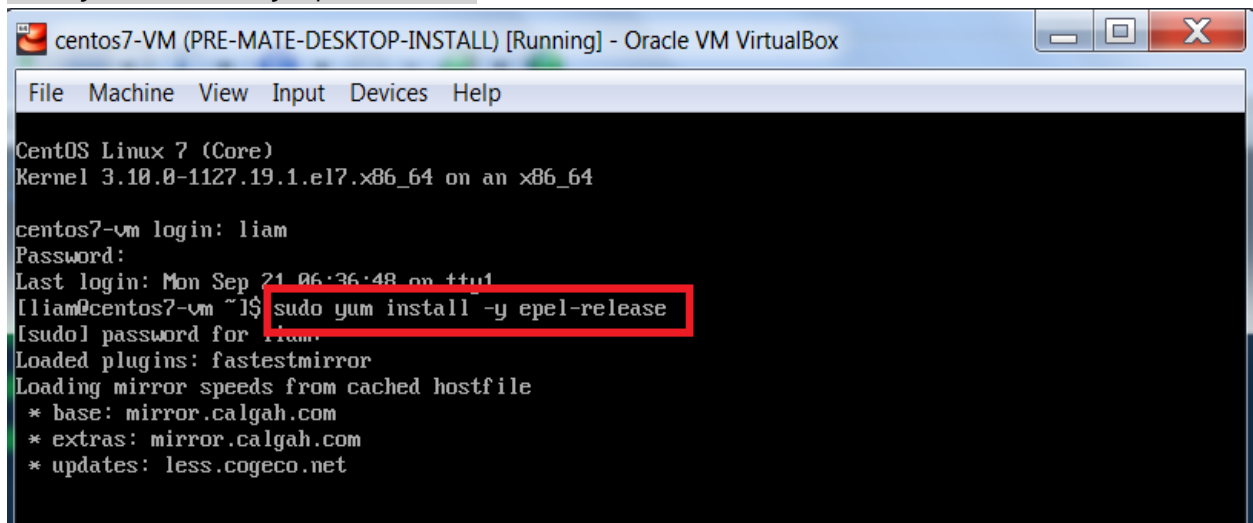 centos7-VM (PRE-MATE-DESKTOP-INSTALL) [Running] - Oracle VM VirtualBox
File Machine View Input Devices Help
CentOS Linux 7 (Core)
Kernel 3.10.0-1127.19.1.el7.x86_64 on an x86_64
centos7-vm login: liam
Password:
Last login: Mon Sep 21 06:36:48 on tty1
[liam@centos7-vm ~]$ sudo yum install -y epel-release
[sudo] password for liam:
Loaded plugins: fastestmirror
Loading mirror speeds from cached hostfile
* base: mirror.calgah.com
* extras: mirror.calgah.com
* updates: less.cogeco.net